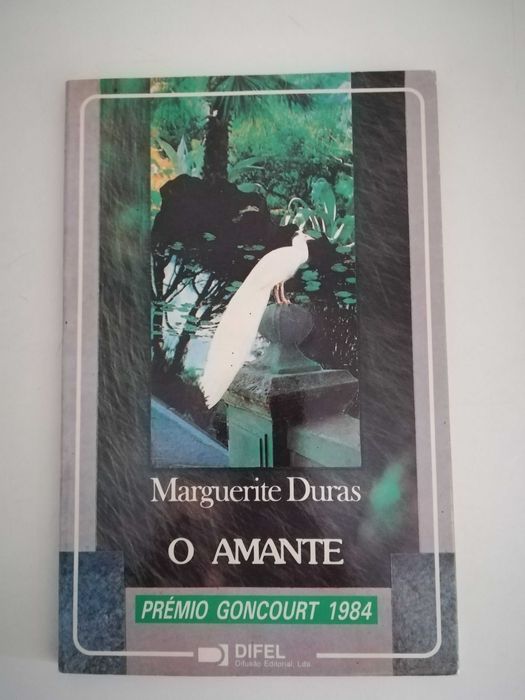 Marguerite Duras
O AMANTE
PRÉMIO GONCOURT 1984
DIFEL
Difusão Editorial, Lda